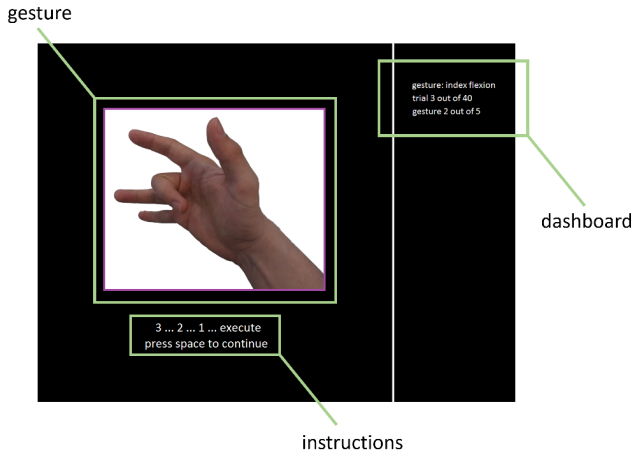 gesture
gesture: index flexion
trial 3 out of 40
gesture 2 out of 5
dashboard
3 ... 2 ... 1 ... execute
press space to continue
instructions